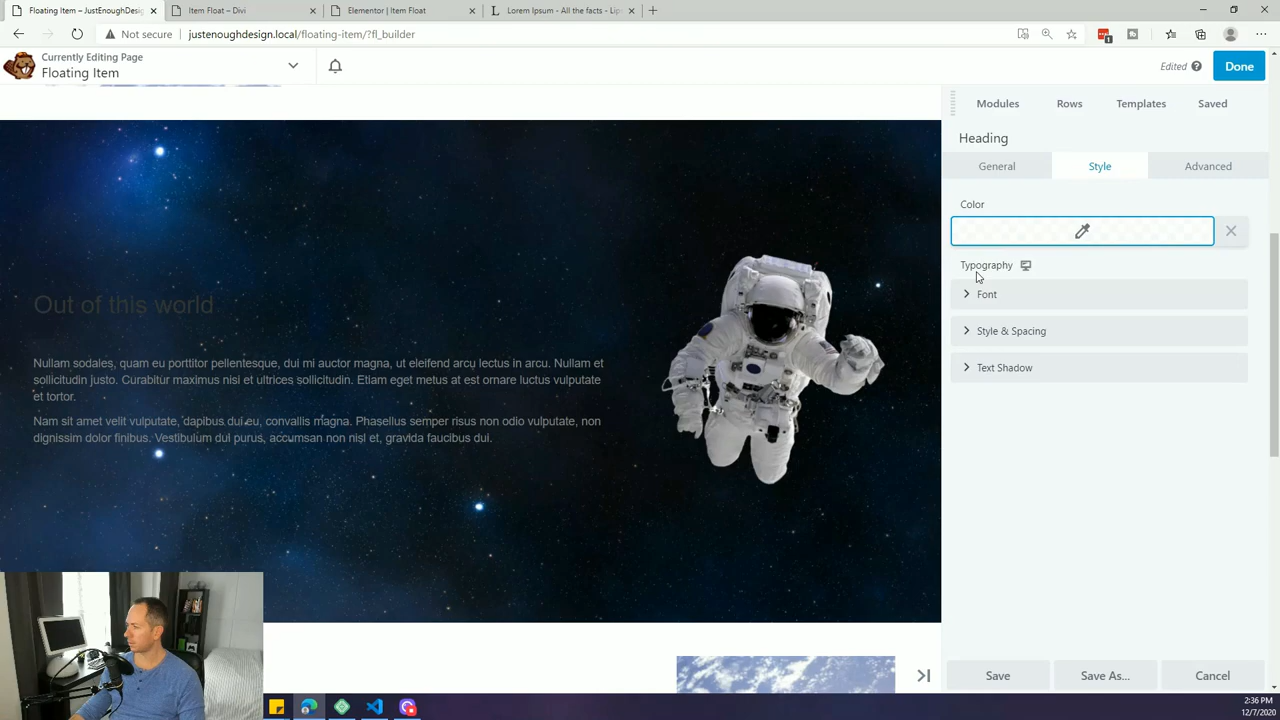 Floating Item – JustEnoughDesig
Item Float – Divi
Elementor | Item Float
Lorem Ipsum - All the facts - Lip
Not secure
justenoughdesign.local/floating-item/?fl_builder
1
Currently Editing Page
Floating Item
Edited
Done
Modules
Rows
Templates
Saved
Heading
General
Style
Advanced
Color
Typography
Font
Style & Spacing
Text Shadow
Out of this world
Nullam sodales, quam eu porttitor pellentesque, dui mi auctor magna, ut eleifend arcu lectus in arcu. Nullam et
sollicitudin justo. Curabitur maximus nisi et ultrices sollicitudin. Etiam eget metus at est ornare luctus vulputate
et tortor.
Nam sit amet velit vulputate, dapibus dui eu, convallis magna. Phasellus semper risus non odio vulputate, non
dignissim dolor finibus. Vestibulum dui purus, accumsan non nisl et, gravida faucibus dui.
Save
Save As...
Cancel
2:36 PM
12/7/2020